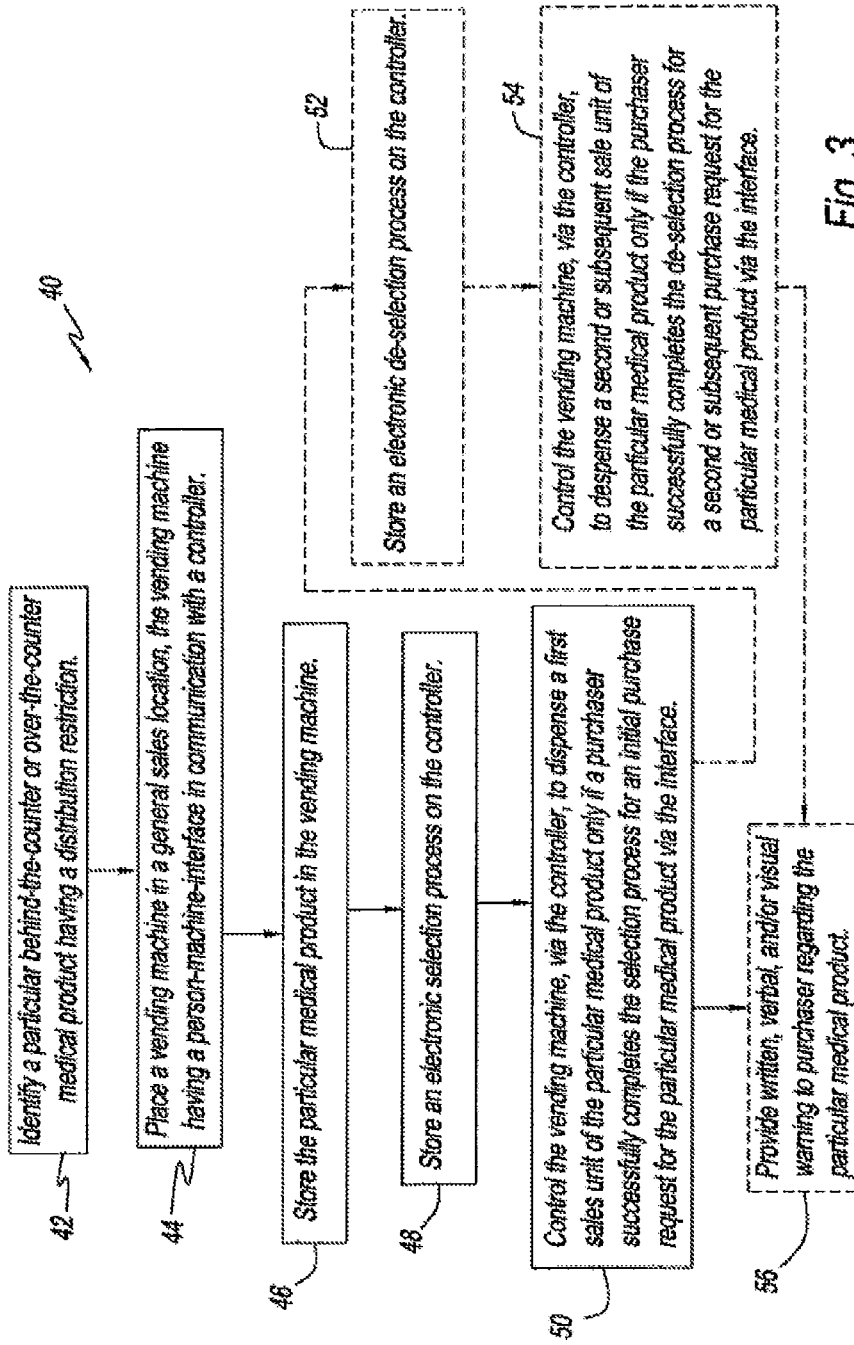 40
Identify a particular behind-the-counter or over-the-counter
medical product having a distribution restriction.
42
Place a vending machine in a general sales location, the vending machine
having a person-machine-interface in communication with a controller.
44
Store the particular medical product in the vending machine.
46
Store an electronic selection process on the controller.
48
Control the vending machine, via the controller, to dispense a first
sales unit of the particular medical product only if a purchaser
successfully completes the selection process for an initial purchase
request for the particular medical product via the interface.
50
Store an electronic de-selection process on the controller.
52
Control the vending machine, via the controller,
to despense a second or subsequent sale unit of
the particular medical product only if the purchaser
successfully completes the de-selection process for
a second or subsequent purchase request for the
particular medical product via the interface.
54
Provide written, verbal, and/or visual
warning to purchaser regarding the
particular medical product.
56
Fig. 3